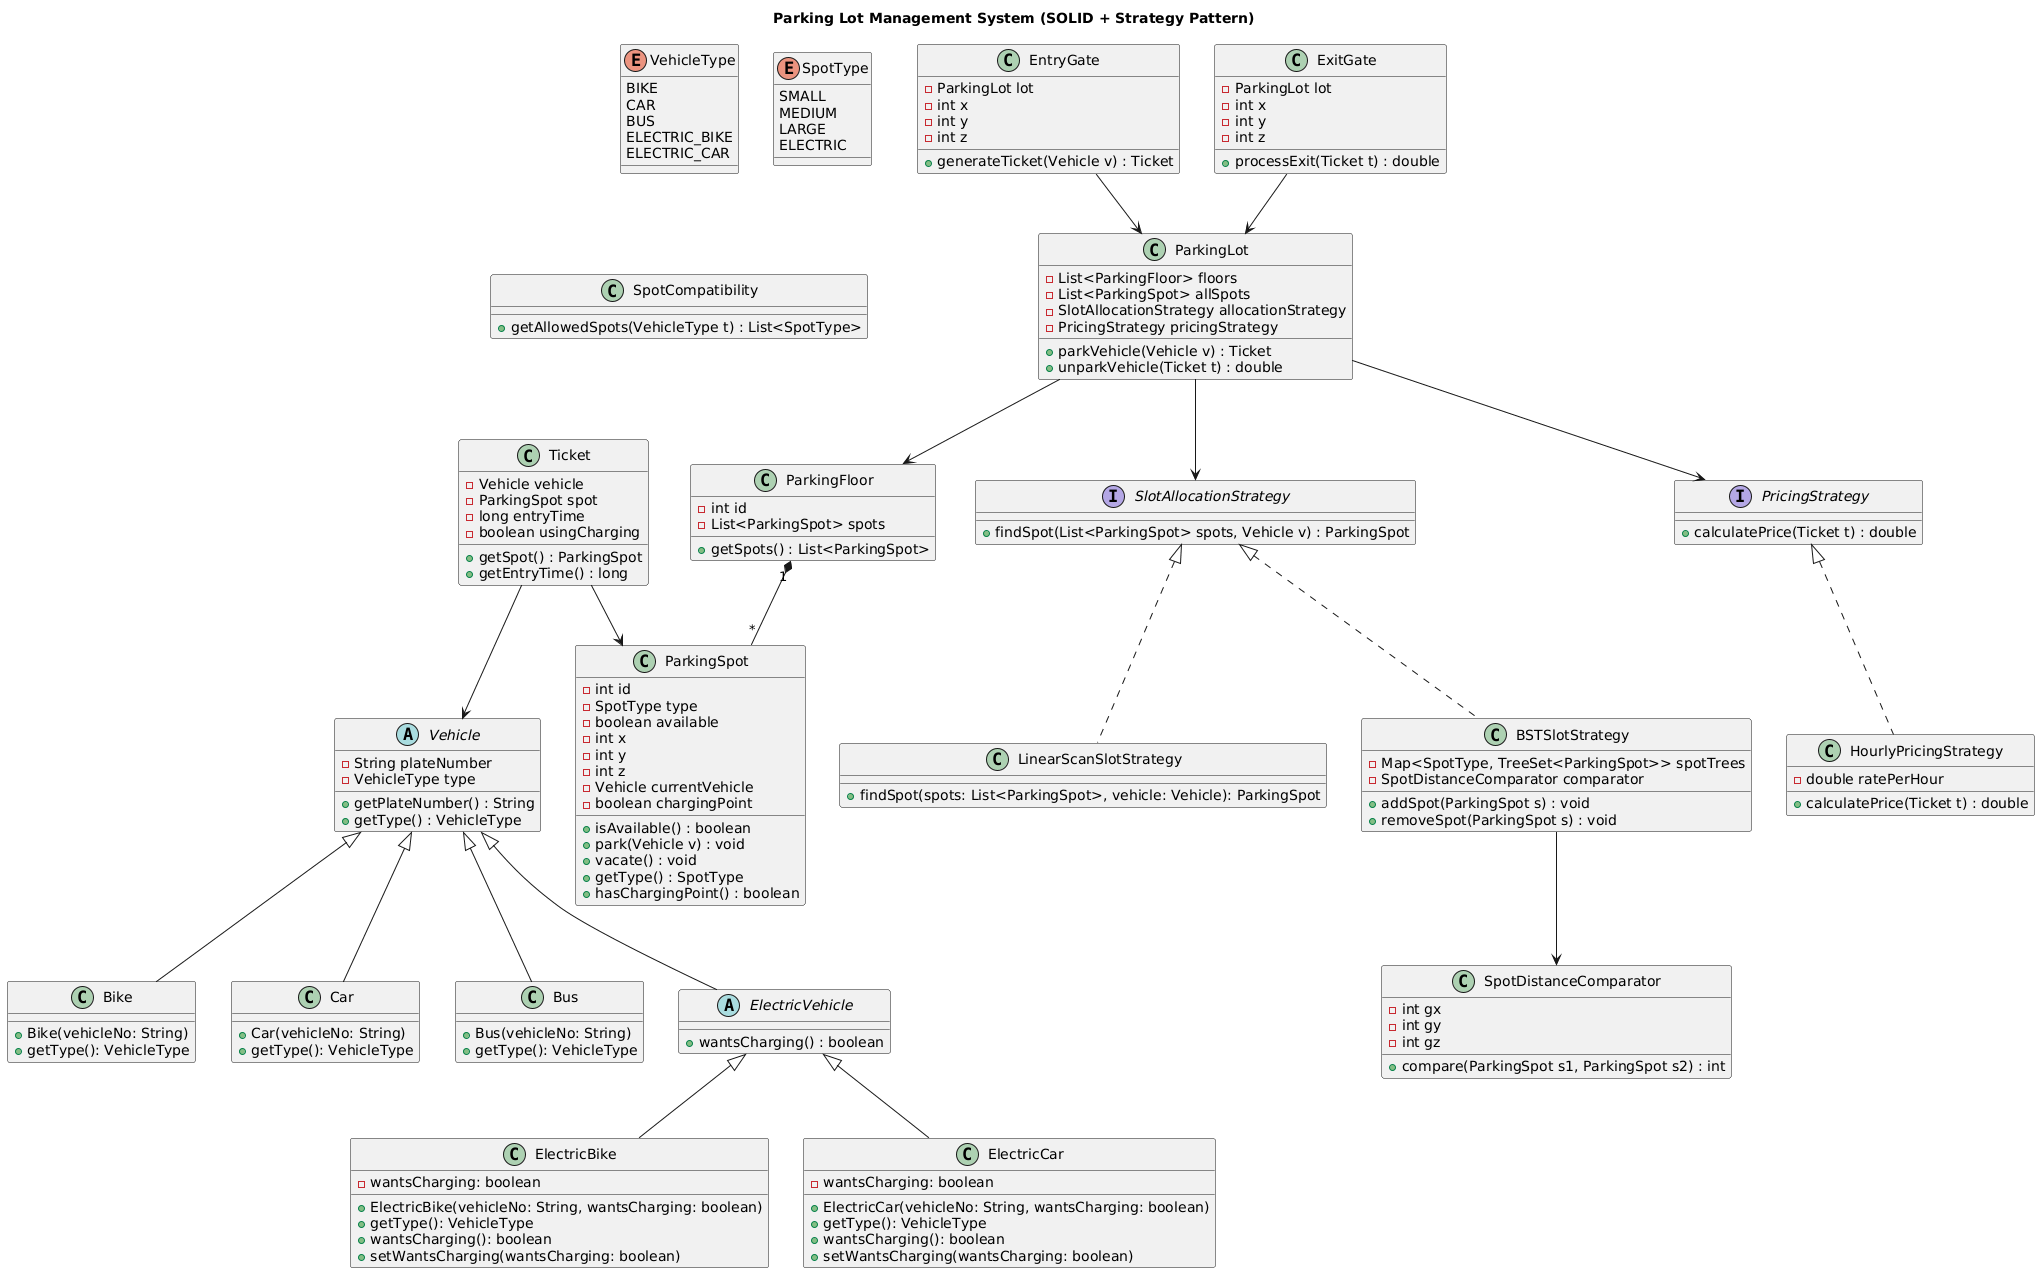 Parking Lot Management System (SOLID + Strategy Pattern)
E VehicleType
BIKE
CAR
BUS
ELECTRIC_BIKE
ELECTRIC_CAR
E SpotType
SMALL
MEDIUM
LARGE
ELECTRIC
C EntryGate
ParkingLot lot
int x
int y
int z
generateTicket(Vehicle v) : Ticket
C ExitGate
ParkingLot lot
int x
int y
int z
processExit(Ticket t) : double
C SpotCompatibility
getAllowedSpots(VehicleType t) : List<SpotType>
C ParkingLot
List<ParkingFloor> floors
List<ParkingSpot> allSpots
SlotAllocationStrategy allocationStrategy
PricingStrategy pricingStrategy
parkVehicle(Vehicle v) : Ticket
unparkVehicle(Ticket t) : double
C Ticket
Vehicle vehicle
ParkingSpot spot
long entryTime
boolean usingCharging
getSpot() : ParkingSpot
getEntryTime() : long
C ParkingFloor
int id
List<ParkingSpot> spots
getSpots() : List<ParkingSpot>
1
*
I SlotAllocationStrategy
findSpot(List<ParkingSpot> spots, Vehicle v) : ParkingSpot
I PricingStrategy
calculatePrice(Ticket t) : double
A Vehicle
String plateNumber
VehicleType type
getPlateNumber() : String
getType() : VehicleType
C ParkingSpot
int id
SpotType type
boolean available
int x
int y
int z
Vehicle currentVehicle
boolean chargingPoint
isAvailable() : boolean
park(Vehicle v) : void
vacate() : void
getType() : SpotType
hasChargingPoint() : boolean
C LinearScanSlotStrategy
findSpot(spots: List<ParkingSpot>, vehicle: Vehicle): ParkingSpot
C BSTSlotStrategy
Map<SpotType, TreeSet<ParkingSpot>> spotTrees
SpotDistanceComparator comparator
addSpot(ParkingSpot s) : void
removeSpot(ParkingSpot s) : void
C HourlyPricingStrategy
double ratePerHour
calculatePrice(Ticket t) : double
C Bike
Bike(vehicleNo: String)
getType(): VehicleType
C Car
Car(vehicleNo: String)
getType(): VehicleType
C Bus
Bus(vehicleNo: String)
getType(): VehicleType
A ElectricVehicle
wantsCharging() : boolean
C SpotDistanceComparator
int gx
int gy
int gz
compare(ParkingSpot s1, ParkingSpot s2) : int
C ElectricBike
wantsCharging: boolean
ElectricBike(vehicleNo: String, wantsCharging: boolean)
getType(): VehicleType
wantsCharging(): boolean
setWantsCharging(wantsCharging: boolean)
C ElectricCar
wantsCharging: boolean
ElectricCar(vehicleNo: String, wantsCharging: boolean)
getType(): VehicleType
wantsCharging(): boolean
setWantsCharging(wantsCharging: boolean)